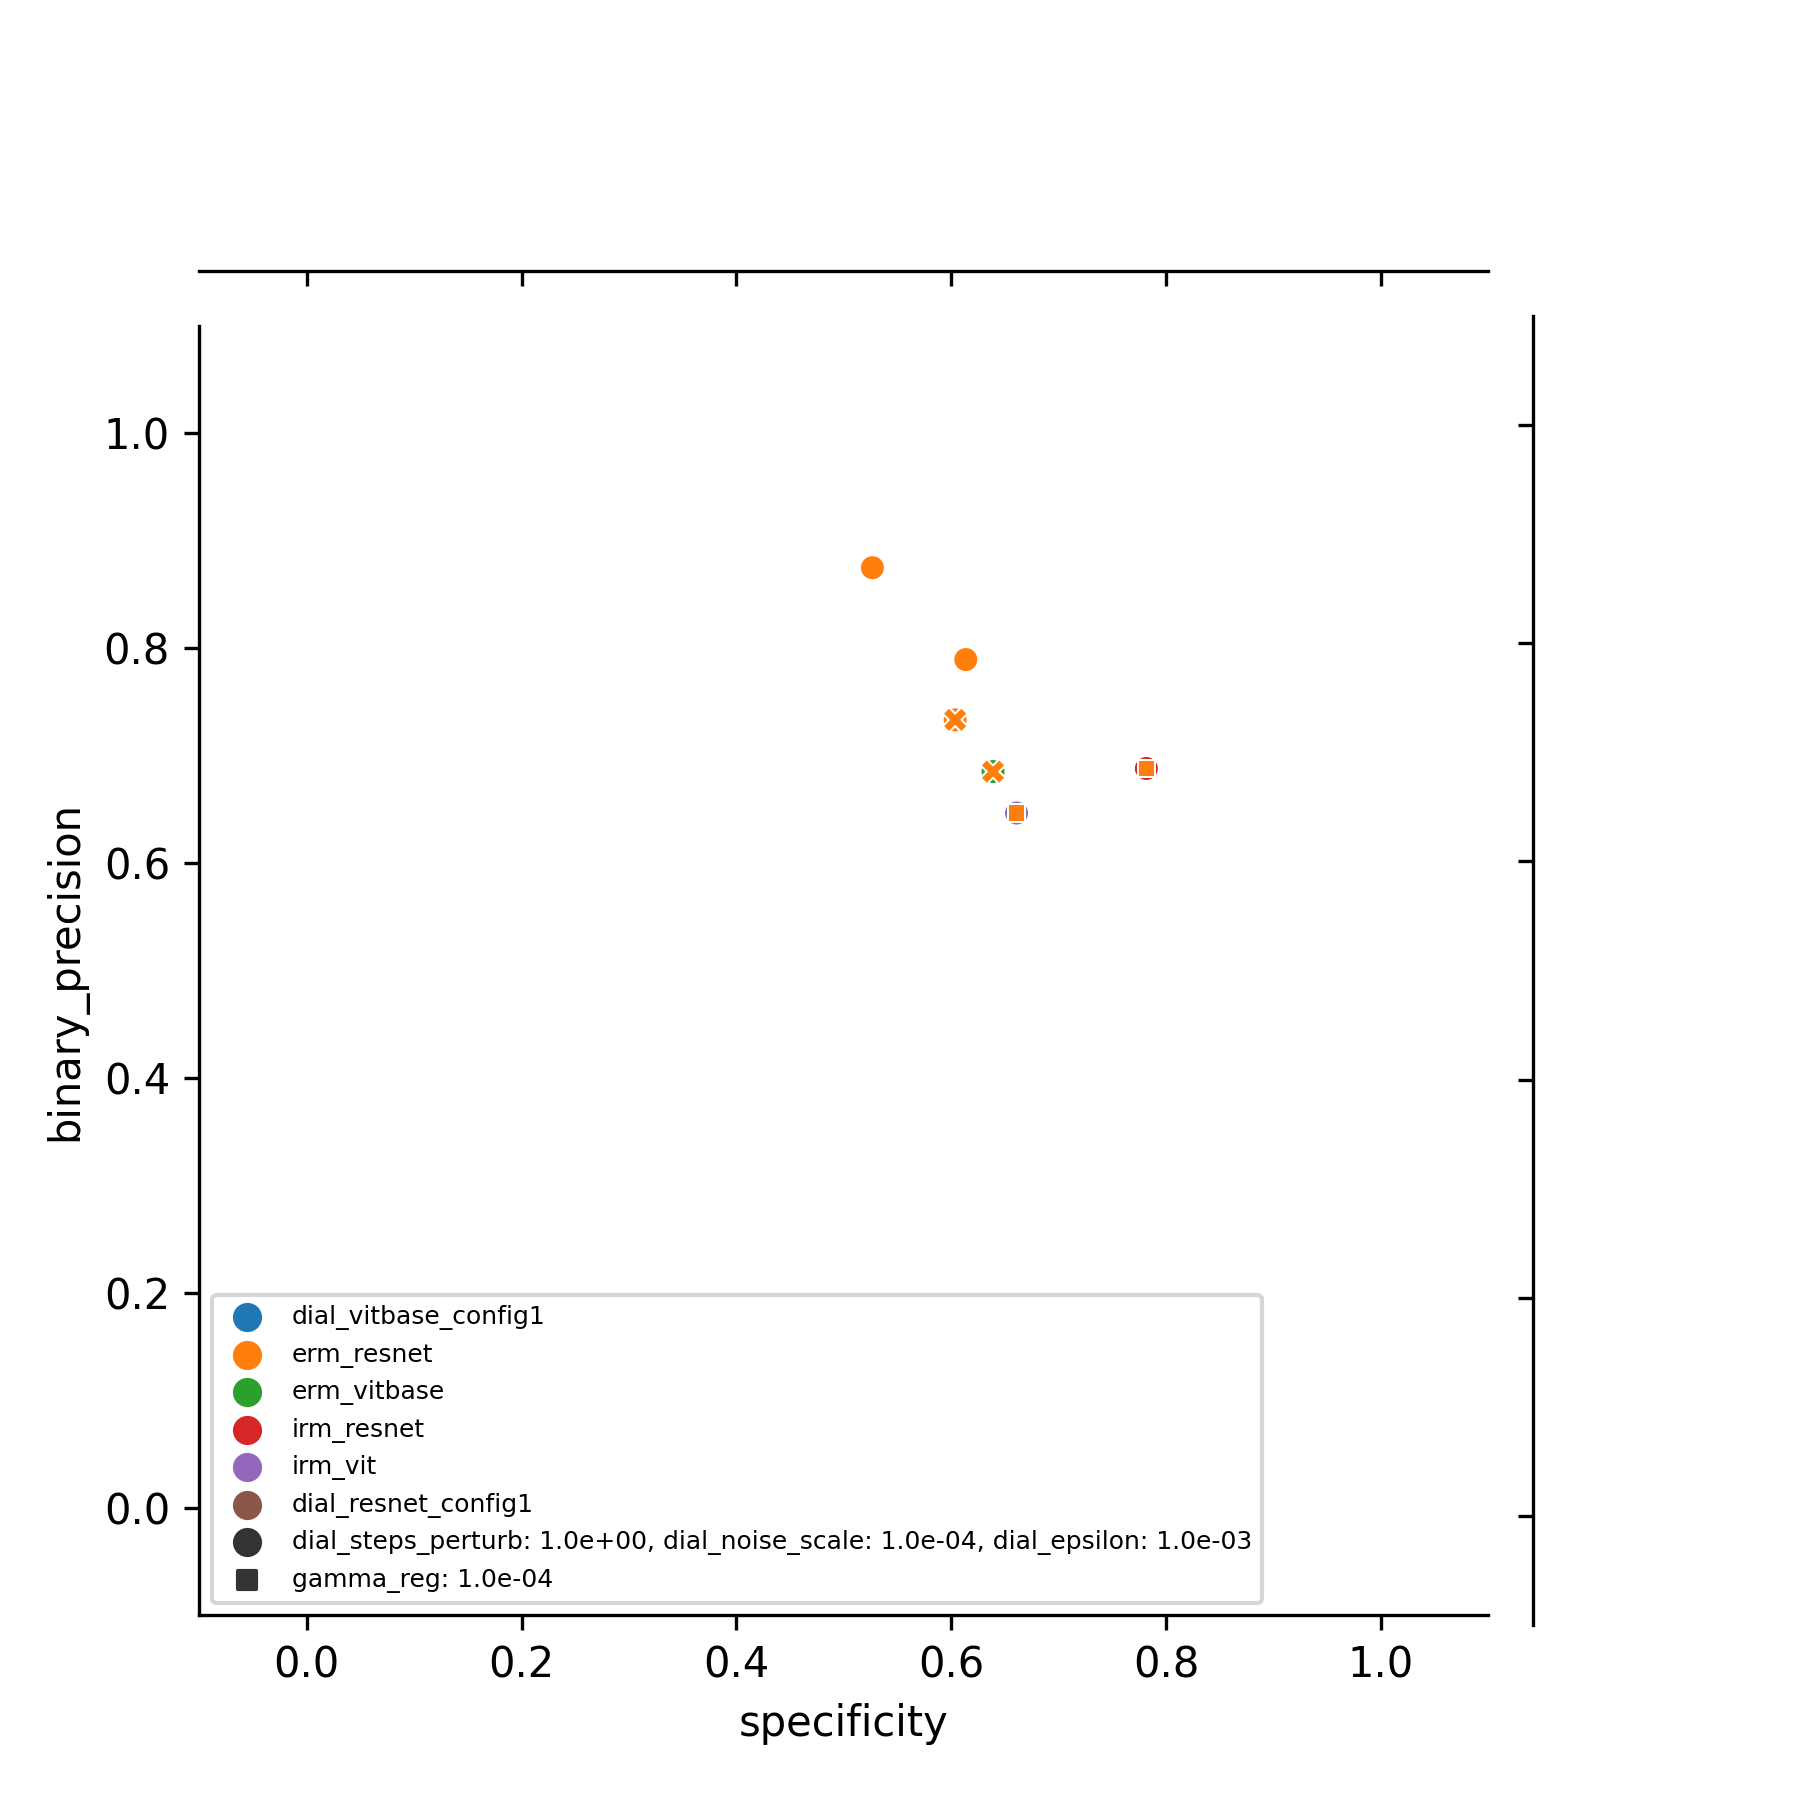 1.0
0.8
0.6
0.4
0.2
0.0
binary_precision
dial_vitbase_config1
erm_resnet
erm_vitbase
irm_resnet
irm_vit
dial_resnet_config1
dial_steps_perturb: 1.0e+00, dial_noise_scale: 1.0e-04, dial_epsilon: 1.0e-03
gamma_reg: 1.0e-04
0.0 0.2 0.4 0.6 0.8 1.0
specificity